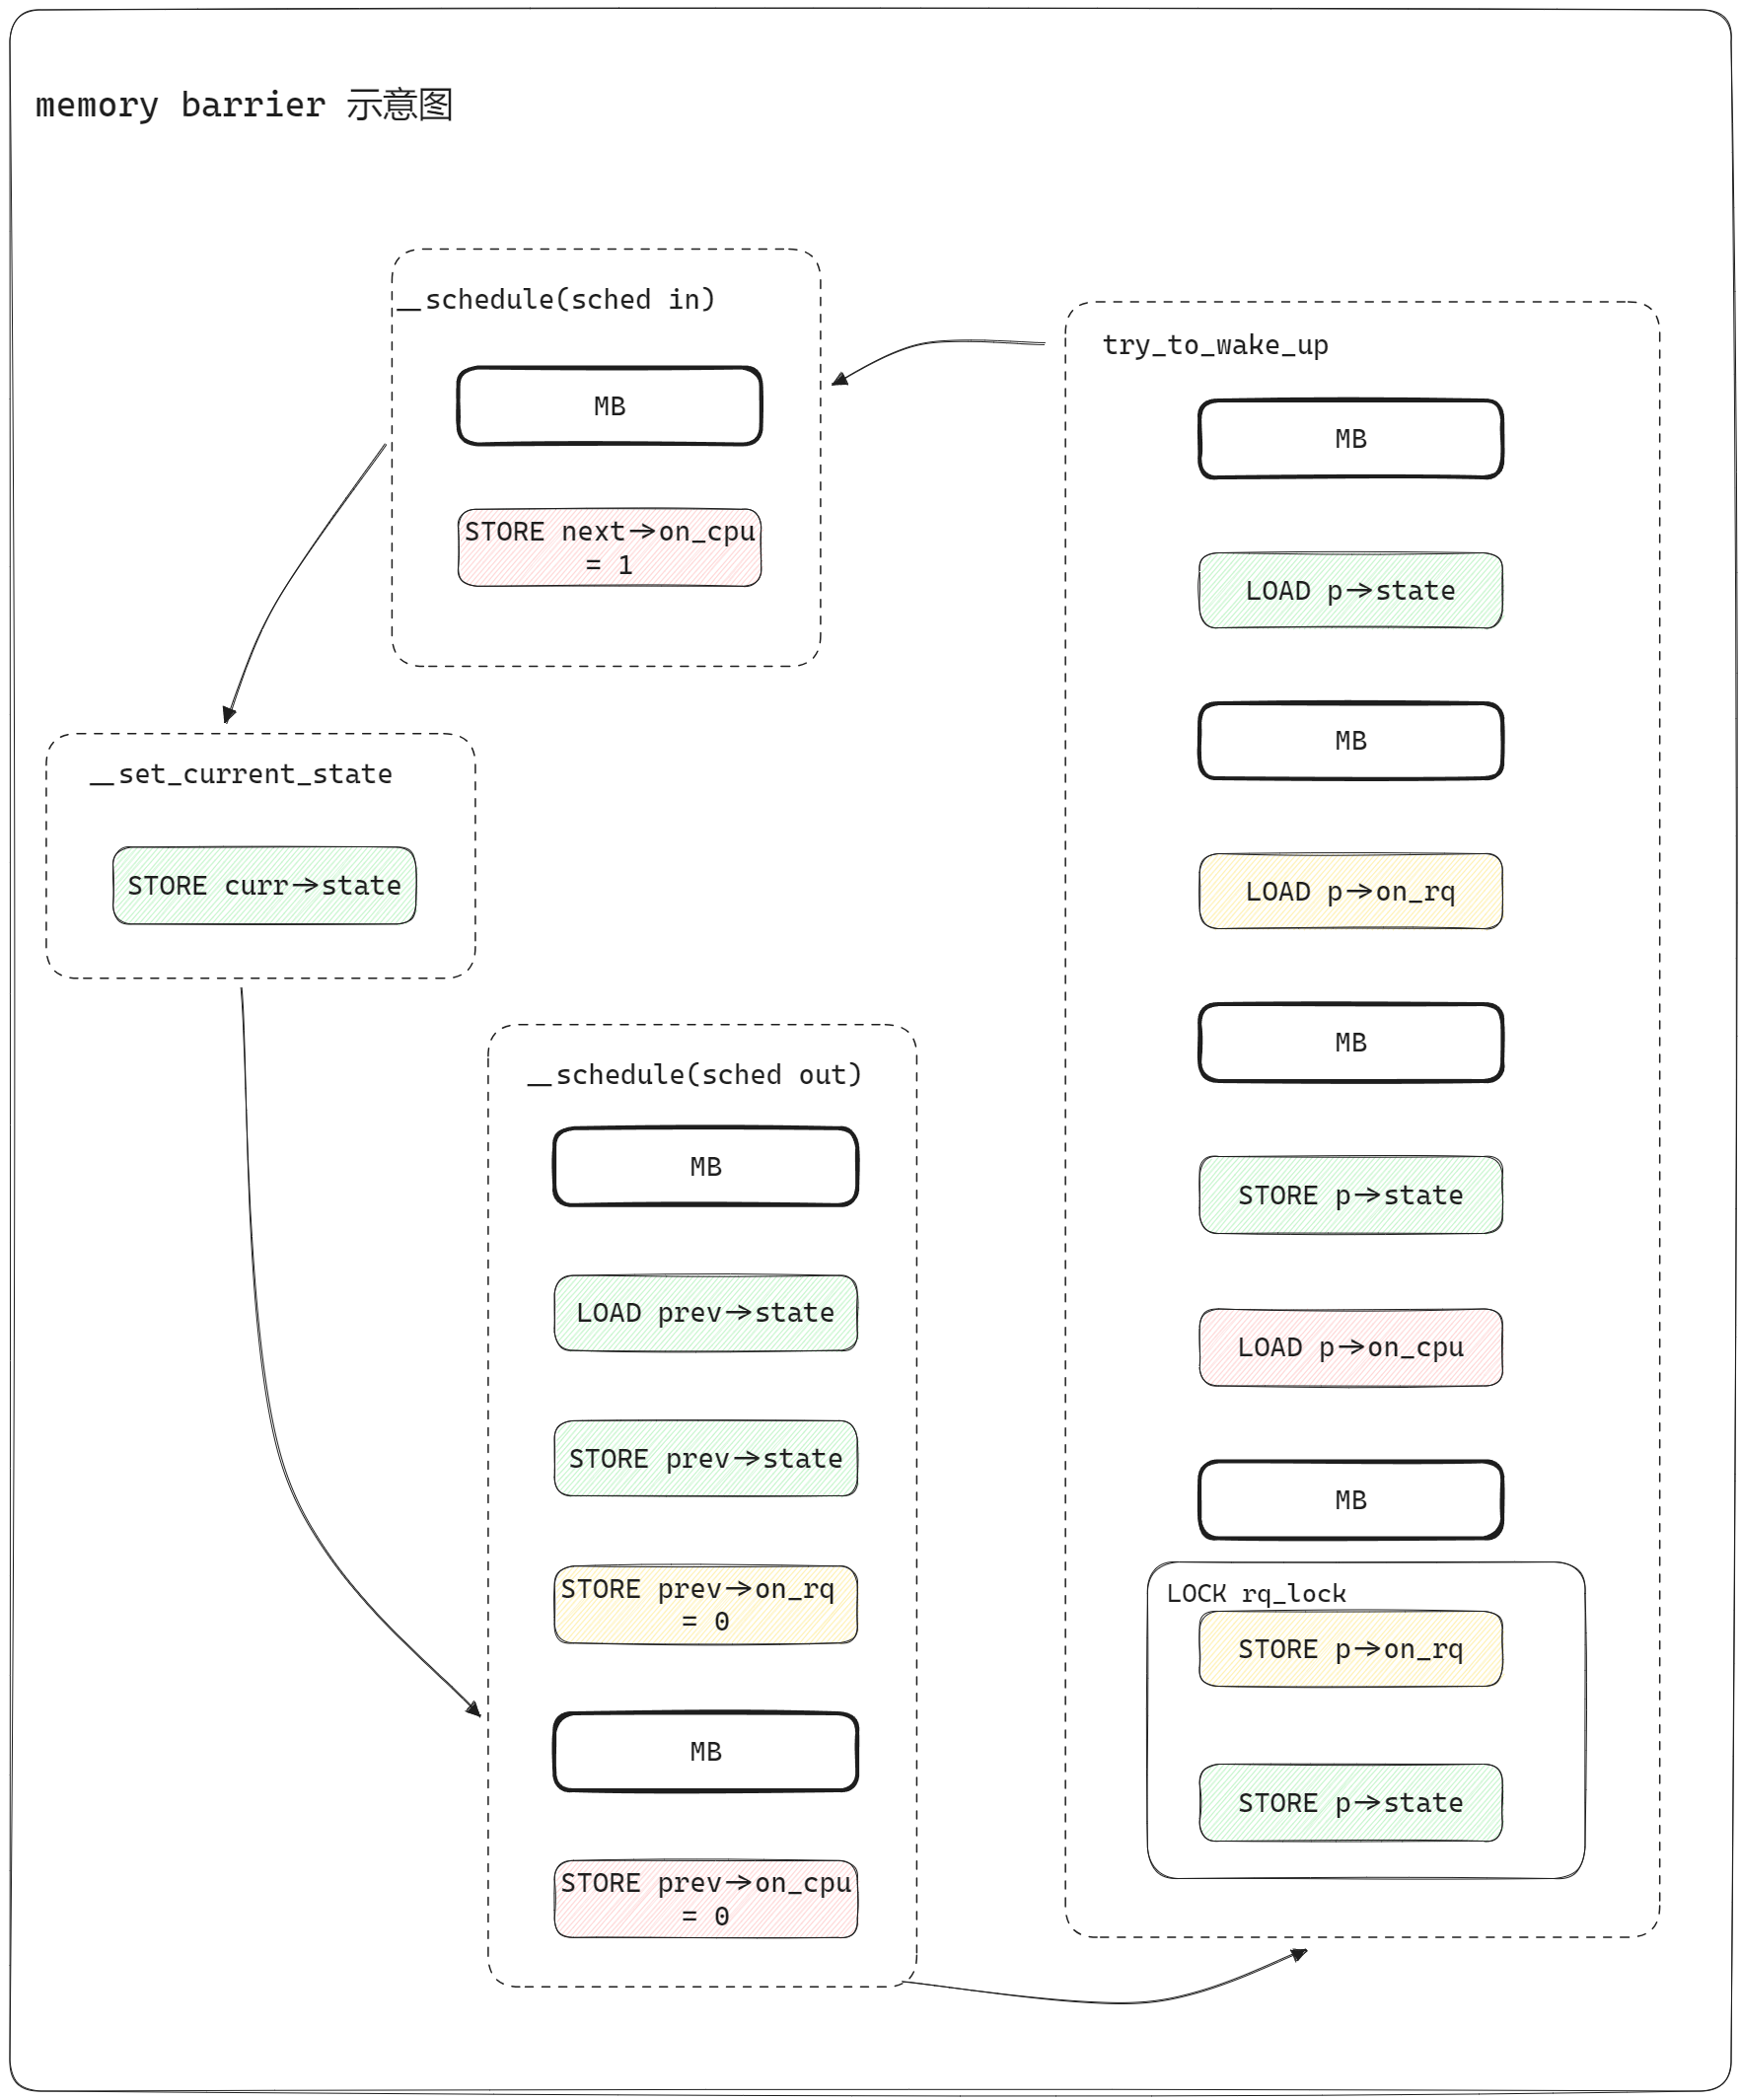 memory barrier 示意图
__schedule(sched in)
MB
STORE next->on_cpu
= 1
__set_current_state
STORE curr->state
__schedule(sched out)
MB
LOAD prev->state
STORE prev->state
STORE prev->on_rq
= 0
MB
STORE prev->on_cpu
= 0
try_to_wake_up
MB
LOAD p->state
MB
LOAD p->on_rq
MB
STORE p->state
LOAD p->on_cpu
MB
LOCK rq_lock
STORE p->on_rq
STORE p->state